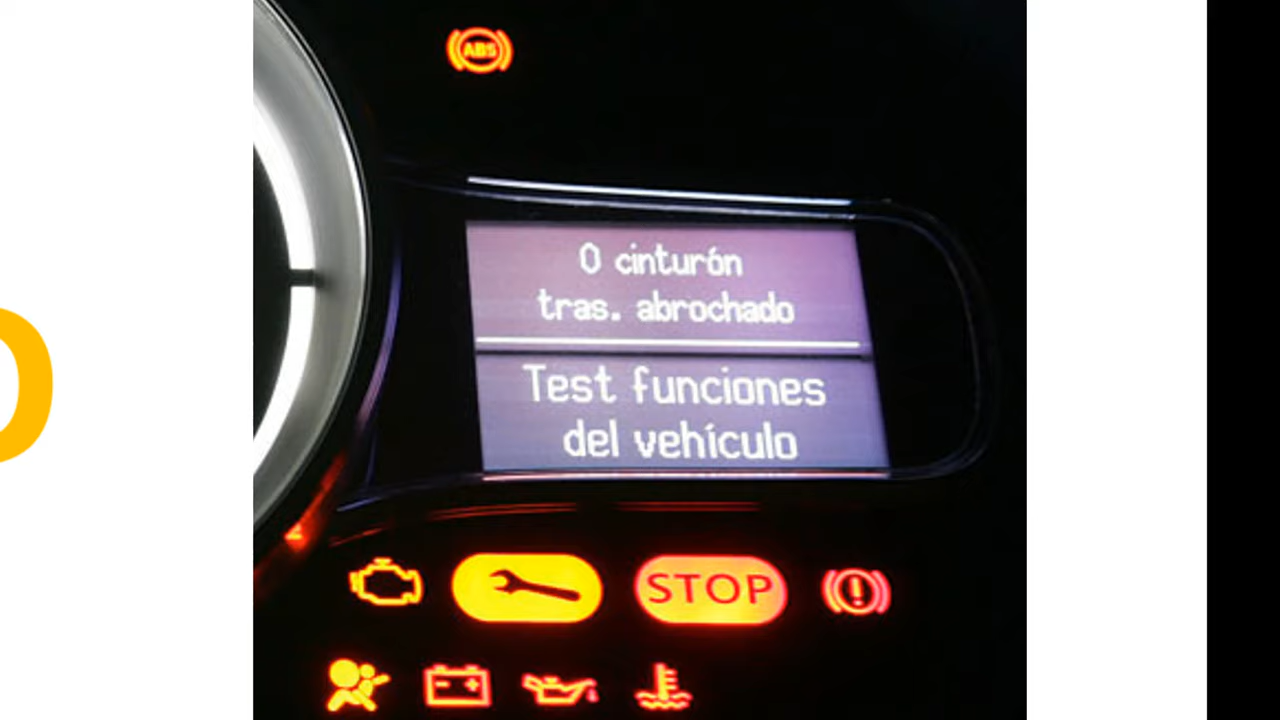 ABS
0 cinturón
tras. abrochado
Test funciones
del vehículo
STOP